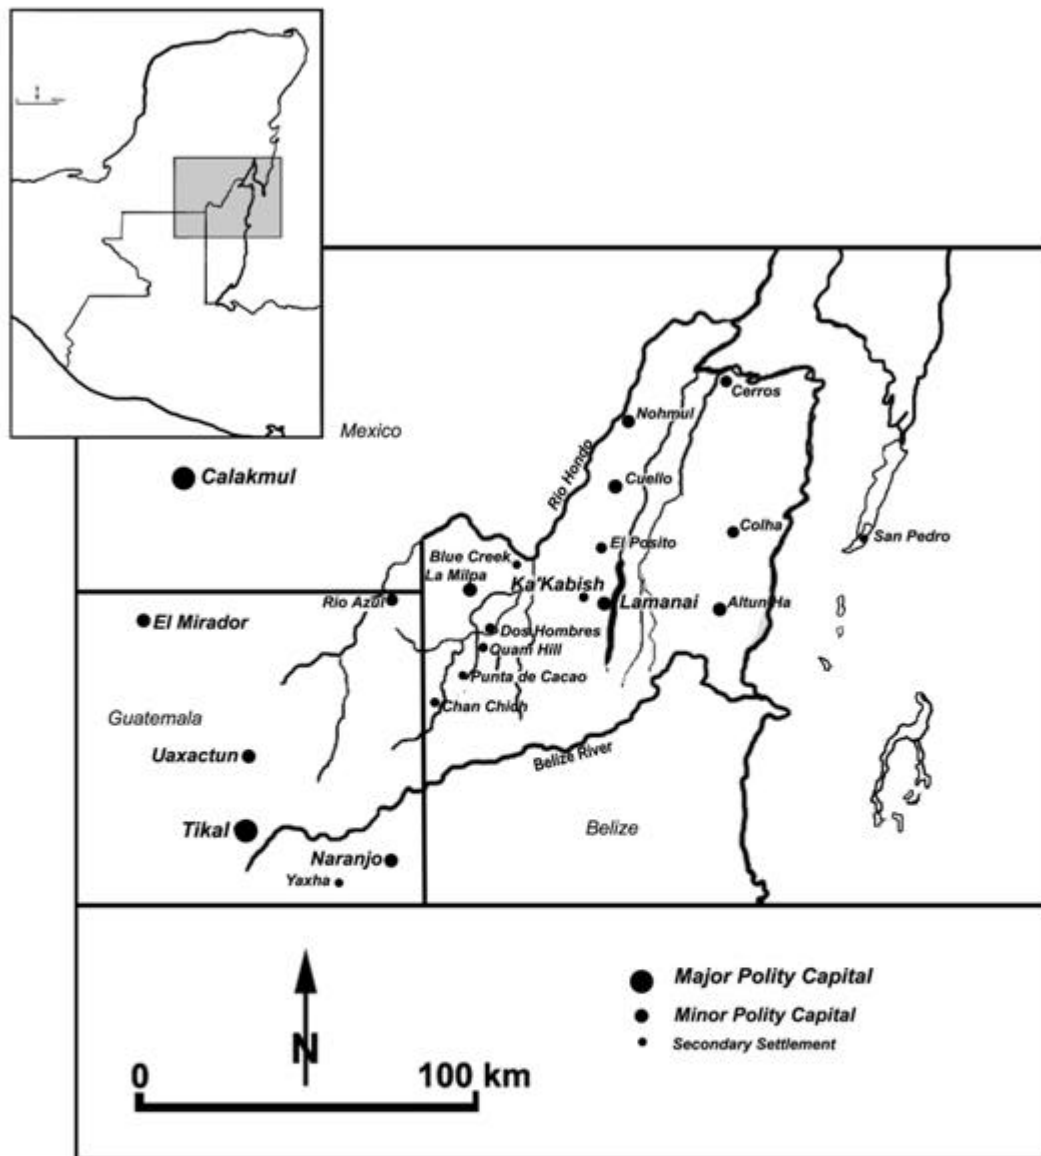 Mexico
Calakmul
Cerros
Nohmul
Rio Hondo
Cuello
Colha
San Pedro
El Posito
Blue Creek
La Milpa
Ka'Kabish
Rio Azul
Lamanai
Altun Ha
El Mirador
Dos Hombres
Quam Hill
Punta de Cacao
Chan Chich
Guatemala
Uaxactun
Belize River
Tikal
Belize
Naranjo
Yaxha
Major Polity Capital
Minor Polity Capital
Secondary Settlement
N
0 100 km